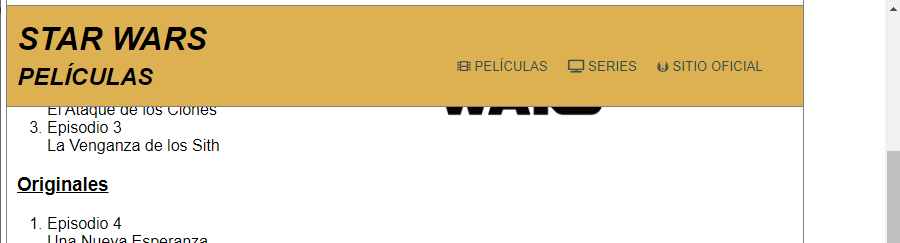 STAR WARS
PELÍCULAS
PELÍCULAS SERIES SITIO OFICIAL
El Ataque de los Clones
WARS
3. Episodio 3
La Venganza de los Sith
Originales
1. Episodio 4
Una Nueva Esperanza